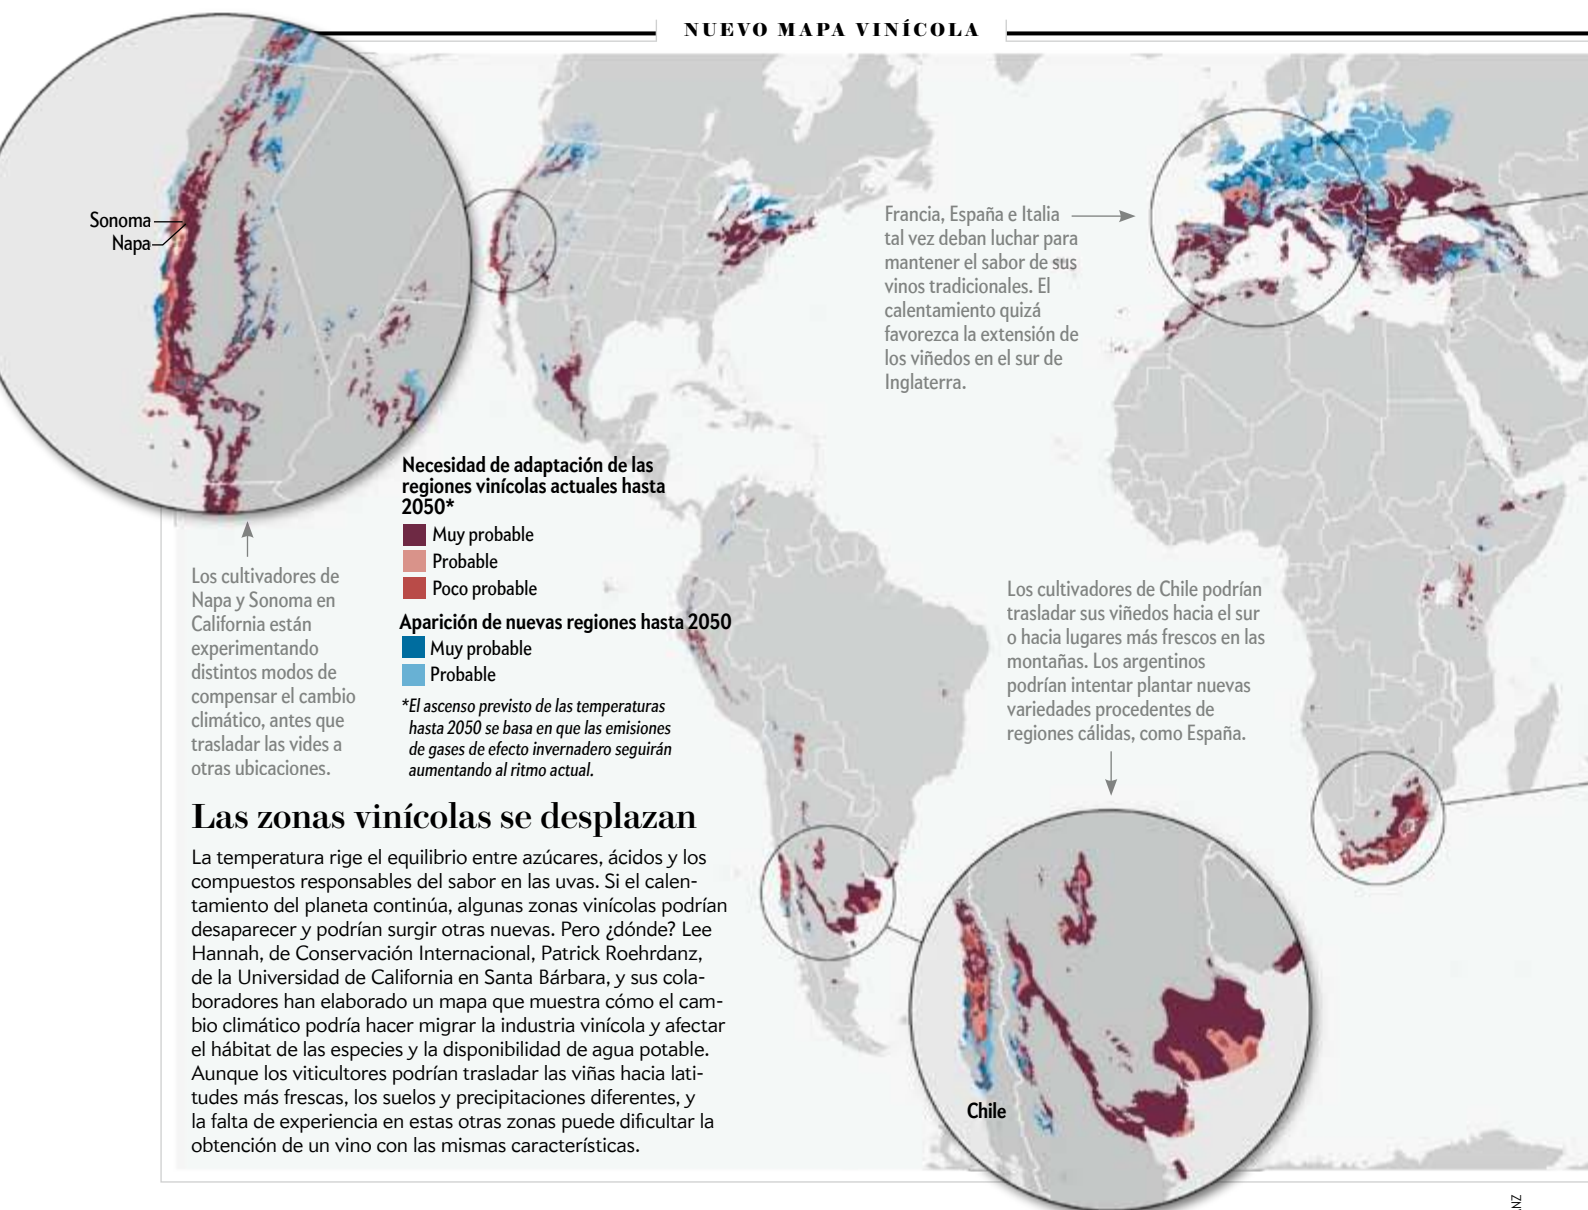 NUEVO MAPA VINÍCOLA
Sonoma
Napa
Francia, España e Italia
tal vez deban luchar para
mantener el sabor de sus
vinos tradicionales. El
calentamiento quizá
favorezca la extensión de
los viñedos en el sur de
Inglaterra.
Necesidad de adaptación de las
regiones vinícolas actuales hasta
2050*
Muy probable
Probable
Poco probable
Aparición de nuevas regiones hasta 2050
Muy probable
Probable
*El ascenso previsto de las temperaturas
hasta 2050 se basa en que las emisiones
de gases de efecto invernadero seguirán
aumentando al ritmo actual.
Los cultivadores de
Napa y Sonoma en
California están
experimentando
distintos modos de
compensar el cambio
climático, antes que
trasladar las vides a
otras ubicaciones.
Los cultivadores de Chile podrían
trasladar sus viñedos hacia el sur
o hacia lugares más frescos en las
montañas. Los argentinos
podrían intentar plantar nuevas
variedades procedentes de
regiones cálidas, como España.
Las zonas vinícolas se desplazan
La temperatura rige el equilibrio entre azúcares, ácidos y los
compuestos responsables del sabor en las uvas. Si el calen-
tamiento del planeta continúa, algunas zonas vinícolas podrían
desaparecer y podrían surgir otras nuevas. Pero ¿dónde? Lee
Hannah, de Conservación Internacional, Patrick Roehrdanz,
de la Universidad de California en Santa Bárbara, y sus cola-
boradores han elaborado un mapa que muestra cómo el cam-
bio climático podría hacer migrar la industria vinícola y afectar
el hábitat de las especies y la disponibilidad de agua potable.
Aunque los viticultores podrían trasladar las viñas hacia lati-
tudes más frescas, los suelos y precipitaciones diferentes, y
la falta de experiencia en estas otras zonas puede dificultar la
obtención de un vino con las mismas características.
Chile